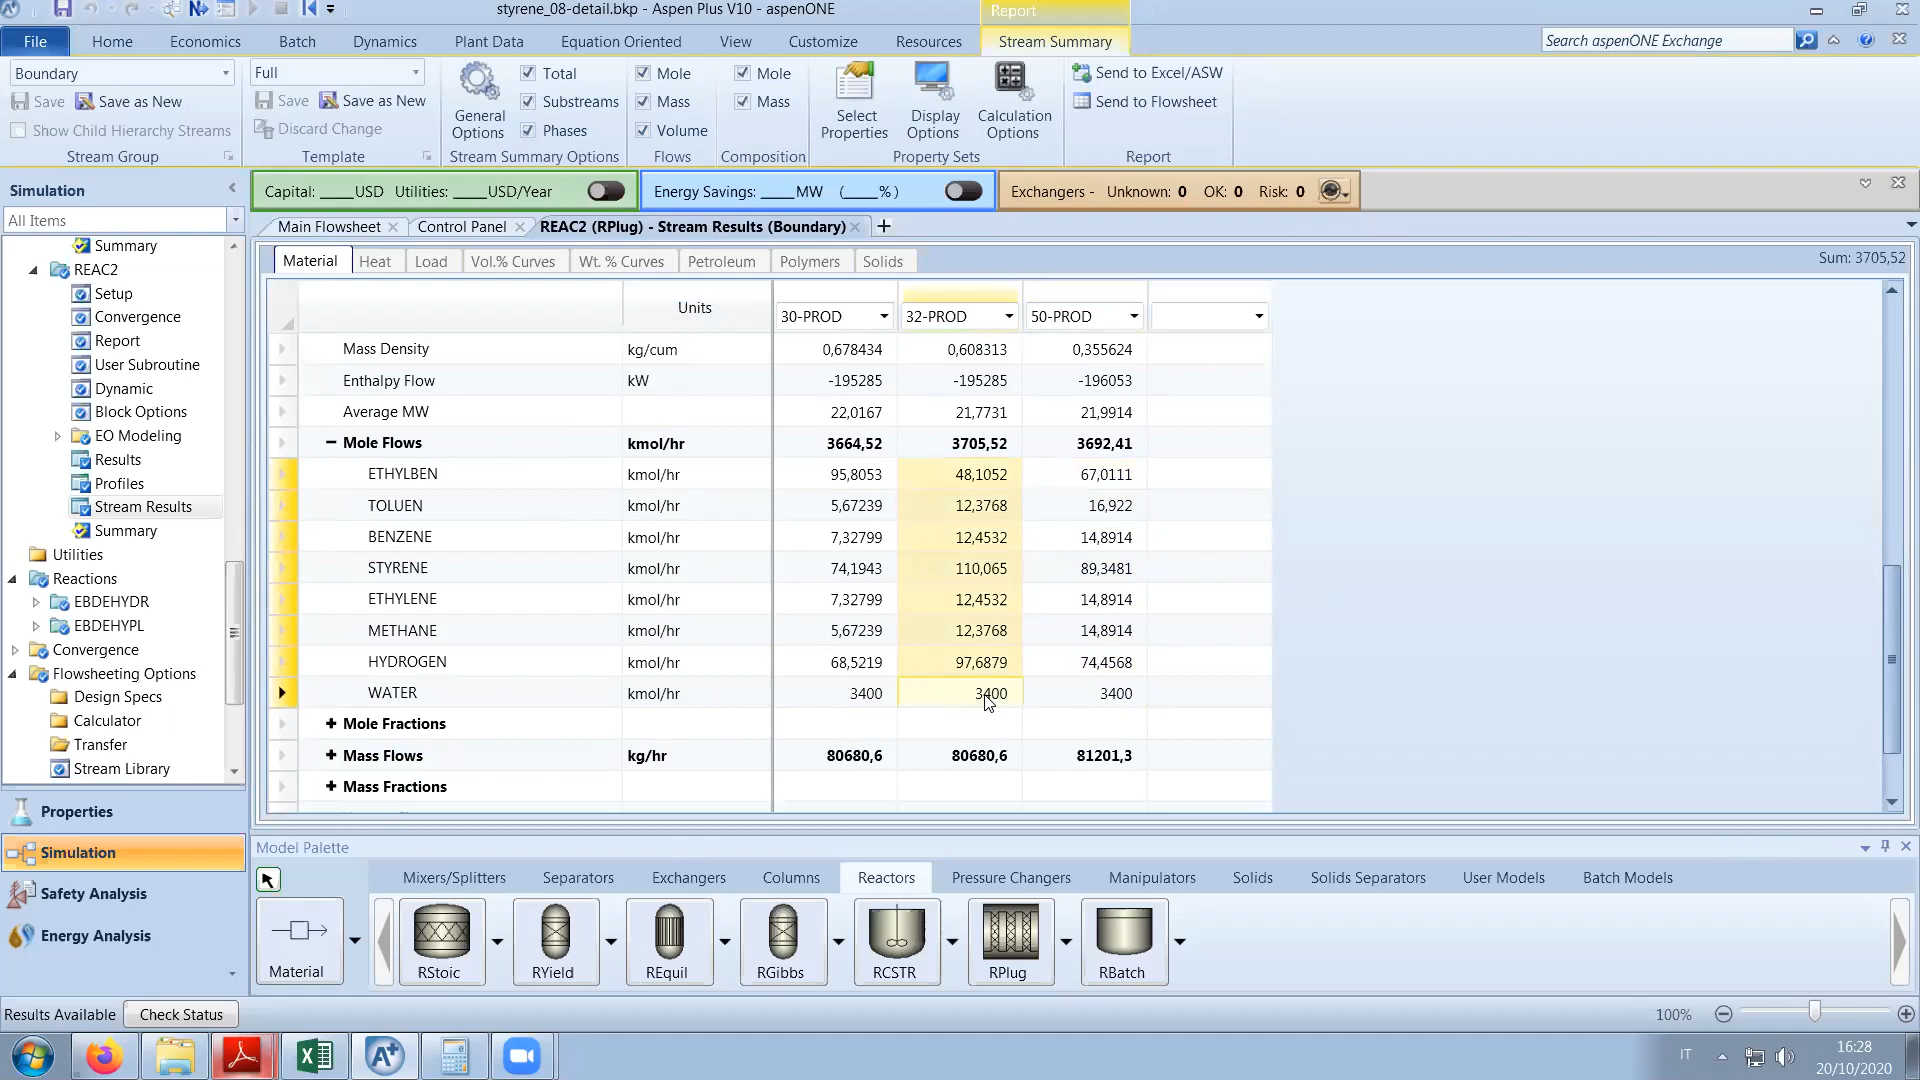 styrene_08-detail.bkp - Aspen Plus V10 - aspenONE
Report
File
Home
Economics
Batch
Dynamics
Plant Data
Equation Oriented
View
Customize
Resources
Stream Summary
Search aspenONE Exchange
Boundary
Save
Save as New
Show Child Hierarchy Streams
Stream Group
Full
Save
Save as New
Discard Change
Template
General Options
Total
Substreams
Phases
Stream Summary Options
Mole
Mass
Volume
Flows
Mole
Mass
Composition
Select Properties
Display Options
Calculation Options
Property Sets
Send to Excel/ASW
Send to Flowsheet
Report
Simulation
All Items
Capital: ____USD Utilities: ____USD/Year
Energy Savings: ____MW (____%)
Exchangers - Unknown: 0 OK: 0 Risk: 0
Main Flowsheet
Control Panel
REAC2 (RPlug) - Stream Results (Boundary)
Summary
REAC2
Setup
Convergence
Report
User Subroutine
Dynamic
Block Options
EO Modeling
Results
Profiles
Stream Results
Summary
Utilities
Reactions
EBDEHYDR
EBDEHYPL
Convergence
Flowsheeting Options
Design Specs
Calculator
Transfer
Stream Library
Properties
Simulation
Safety Analysis
Energy Analysis
Material
Heat
Load
Vol.% Curves
Wt. % Curves
Petroleum
Polymers
Solids
Sum: 3705,52
Units 30-PROD 32-PROD 50-PROD
Mass Density kg/cum 0,678434 0,608313 0,355624
Enthalpy Flow kW -195285 -195285 -196053
Average MW 22,0167 21,7731 21,9914
Mole Flows kmol/hr 3664,52 3705,52 3692,41
ETHYLBEN kmol/hr 95,8053 48,1052 67,0111
TOLUEN kmol/hr 5,67239 12,3768 16,922
BENZENE kmol/hr 7,32799 12,4532 14,8914
STYRENE kmol/hr 74,1943 110,065 89,3481
ETHYLENE kmol/hr 7,32799 12,4532 14,8914
METHANE kmol/hr 5,67239 12,3768 14,8914
HYDROGEN kmol/hr 68,5219 97,6879 74,4568
WATER kmol/hr 3400 3400 3400
Mole Fractions
Mass Flows kg/hr 80680,6 80680,6 81201,3
Mass Fractions
Model Palette
Mixers/Splitters
Separators
Exchangers
Columns
Reactors
Pressure Changers
Manipulators
Solids
Solids Separators
User Models
Batch Models
Material
RStoic
RYield
REquil
RGibbs
RCSTR
RPlug
RBatch
Results Available
Check Status
100%
IT
16:28
20/10/2020